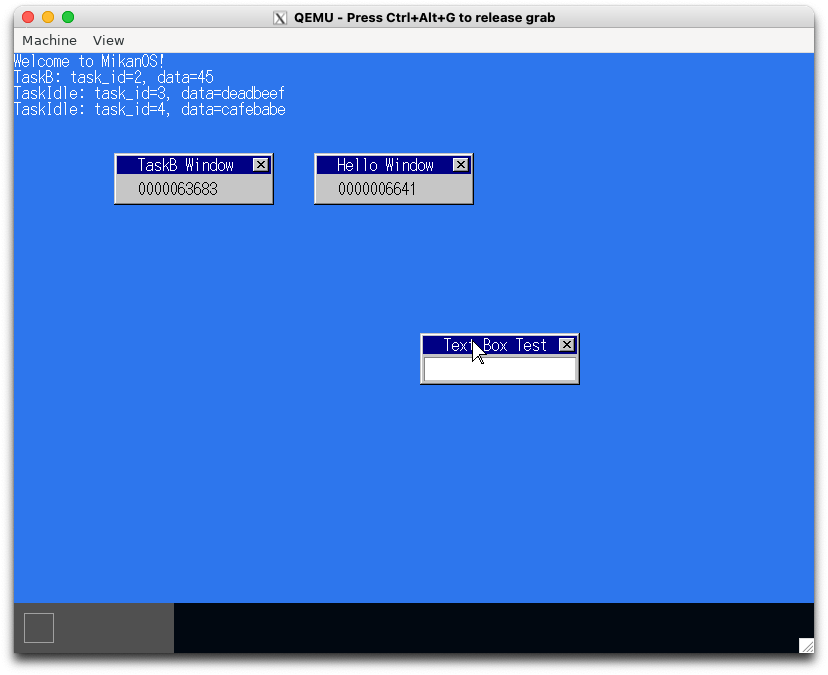 QEMU - Press Ctrl+Alt+G to release grab
Machine View
Welcome to MikanOS!
TaskB: task_id=2, data=45
TaskIdle: task_id=3, data=deadbeef
TaskIdle: task_id=4, data=cafebabe
TaskB Window
0000063683
Hello Window
0000006641
Text Box Test